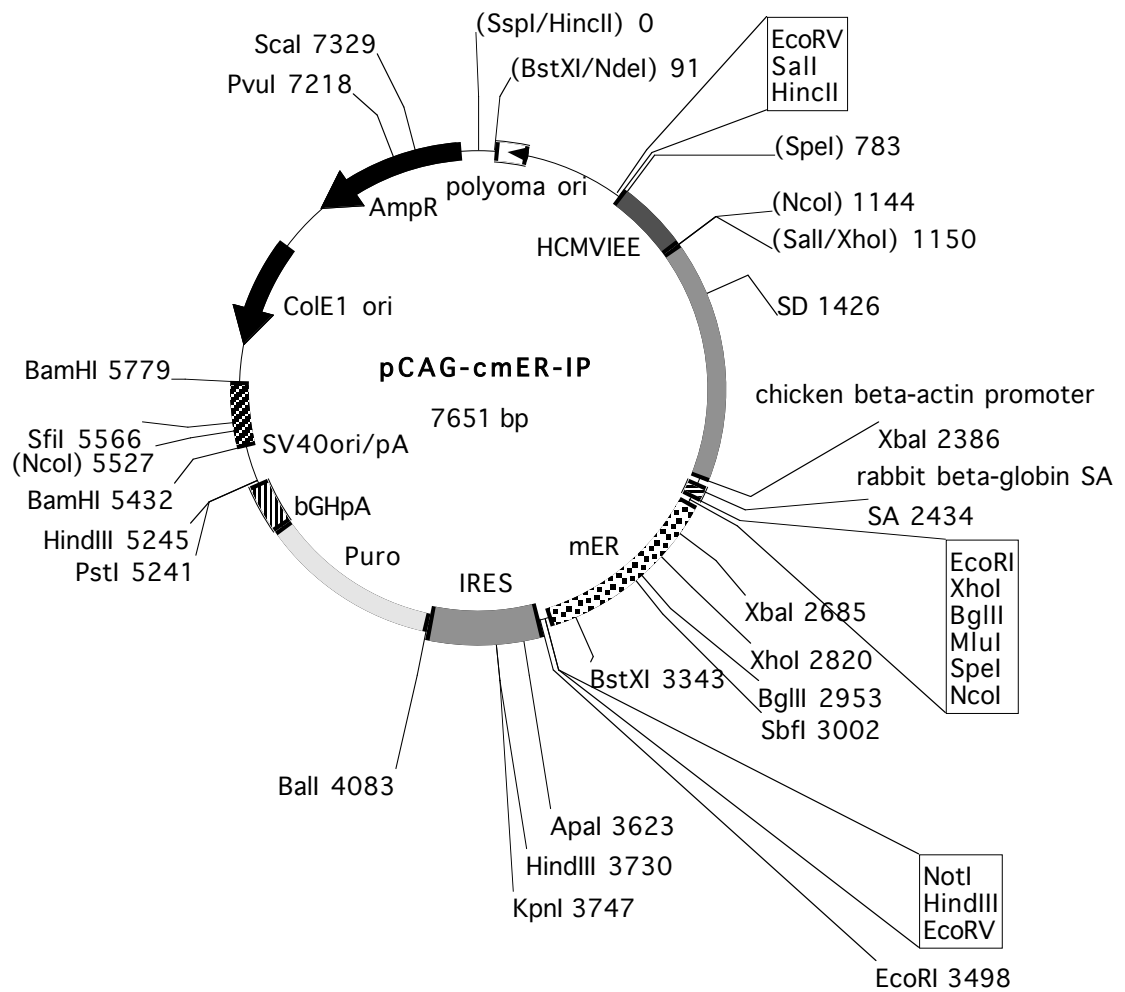 (SspI/HincII) 0
ScaI 7329
(BstXI/NdeI) 91
PvuI 7218
EcoRV
SalI
HincII
(SpeI) 783
polyoma ori
AmpR
(NcoI) 1144
(SalI/XhoI) 1150
HCMVIEE
SD 1426
ColE1 ori
pCAG-cmER-IP
7651 bp
BamHI 5779
chicken beta-actin promoter
XbaI 2386
SfiI 5566
(NcoI) 5527
SV40ori/pA
rabbit beta-globin SA
BamHI 5432
bGHpA
SA 2434
HindIII 5245
PstI 5241
Puro
mER
IRES
EcoRI
XhoI
BglII
MluI
SpeI
NcoI
XbaI 2685
XhoI 2820
BstXI 3343
BglII 2953
SbfI 3002
BalI 4083
ApaI 3623
HindIII 3730
KpnI 3747
NotI
HindIII
EcoRV
EcoRI 3498